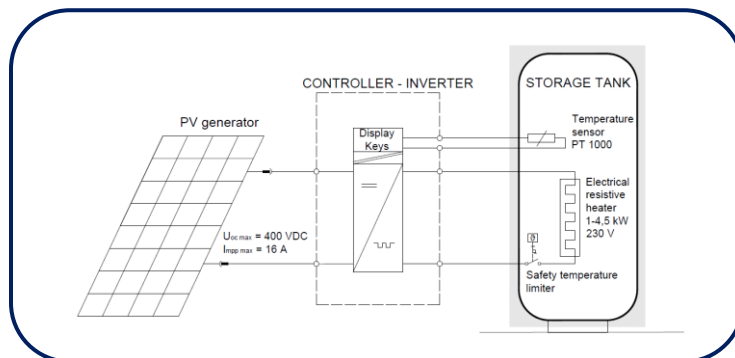 CONTROLLER - INVERTER
STORAGE TANK
PV generator
Display
Keys
Temperature
sensor
PT 1000
Electrical
resistive
heater
1-4,5 kW
230 V
Uoc max = 400 VDC
Impp max = 16 A
ϑ
Safety temperature
limiter